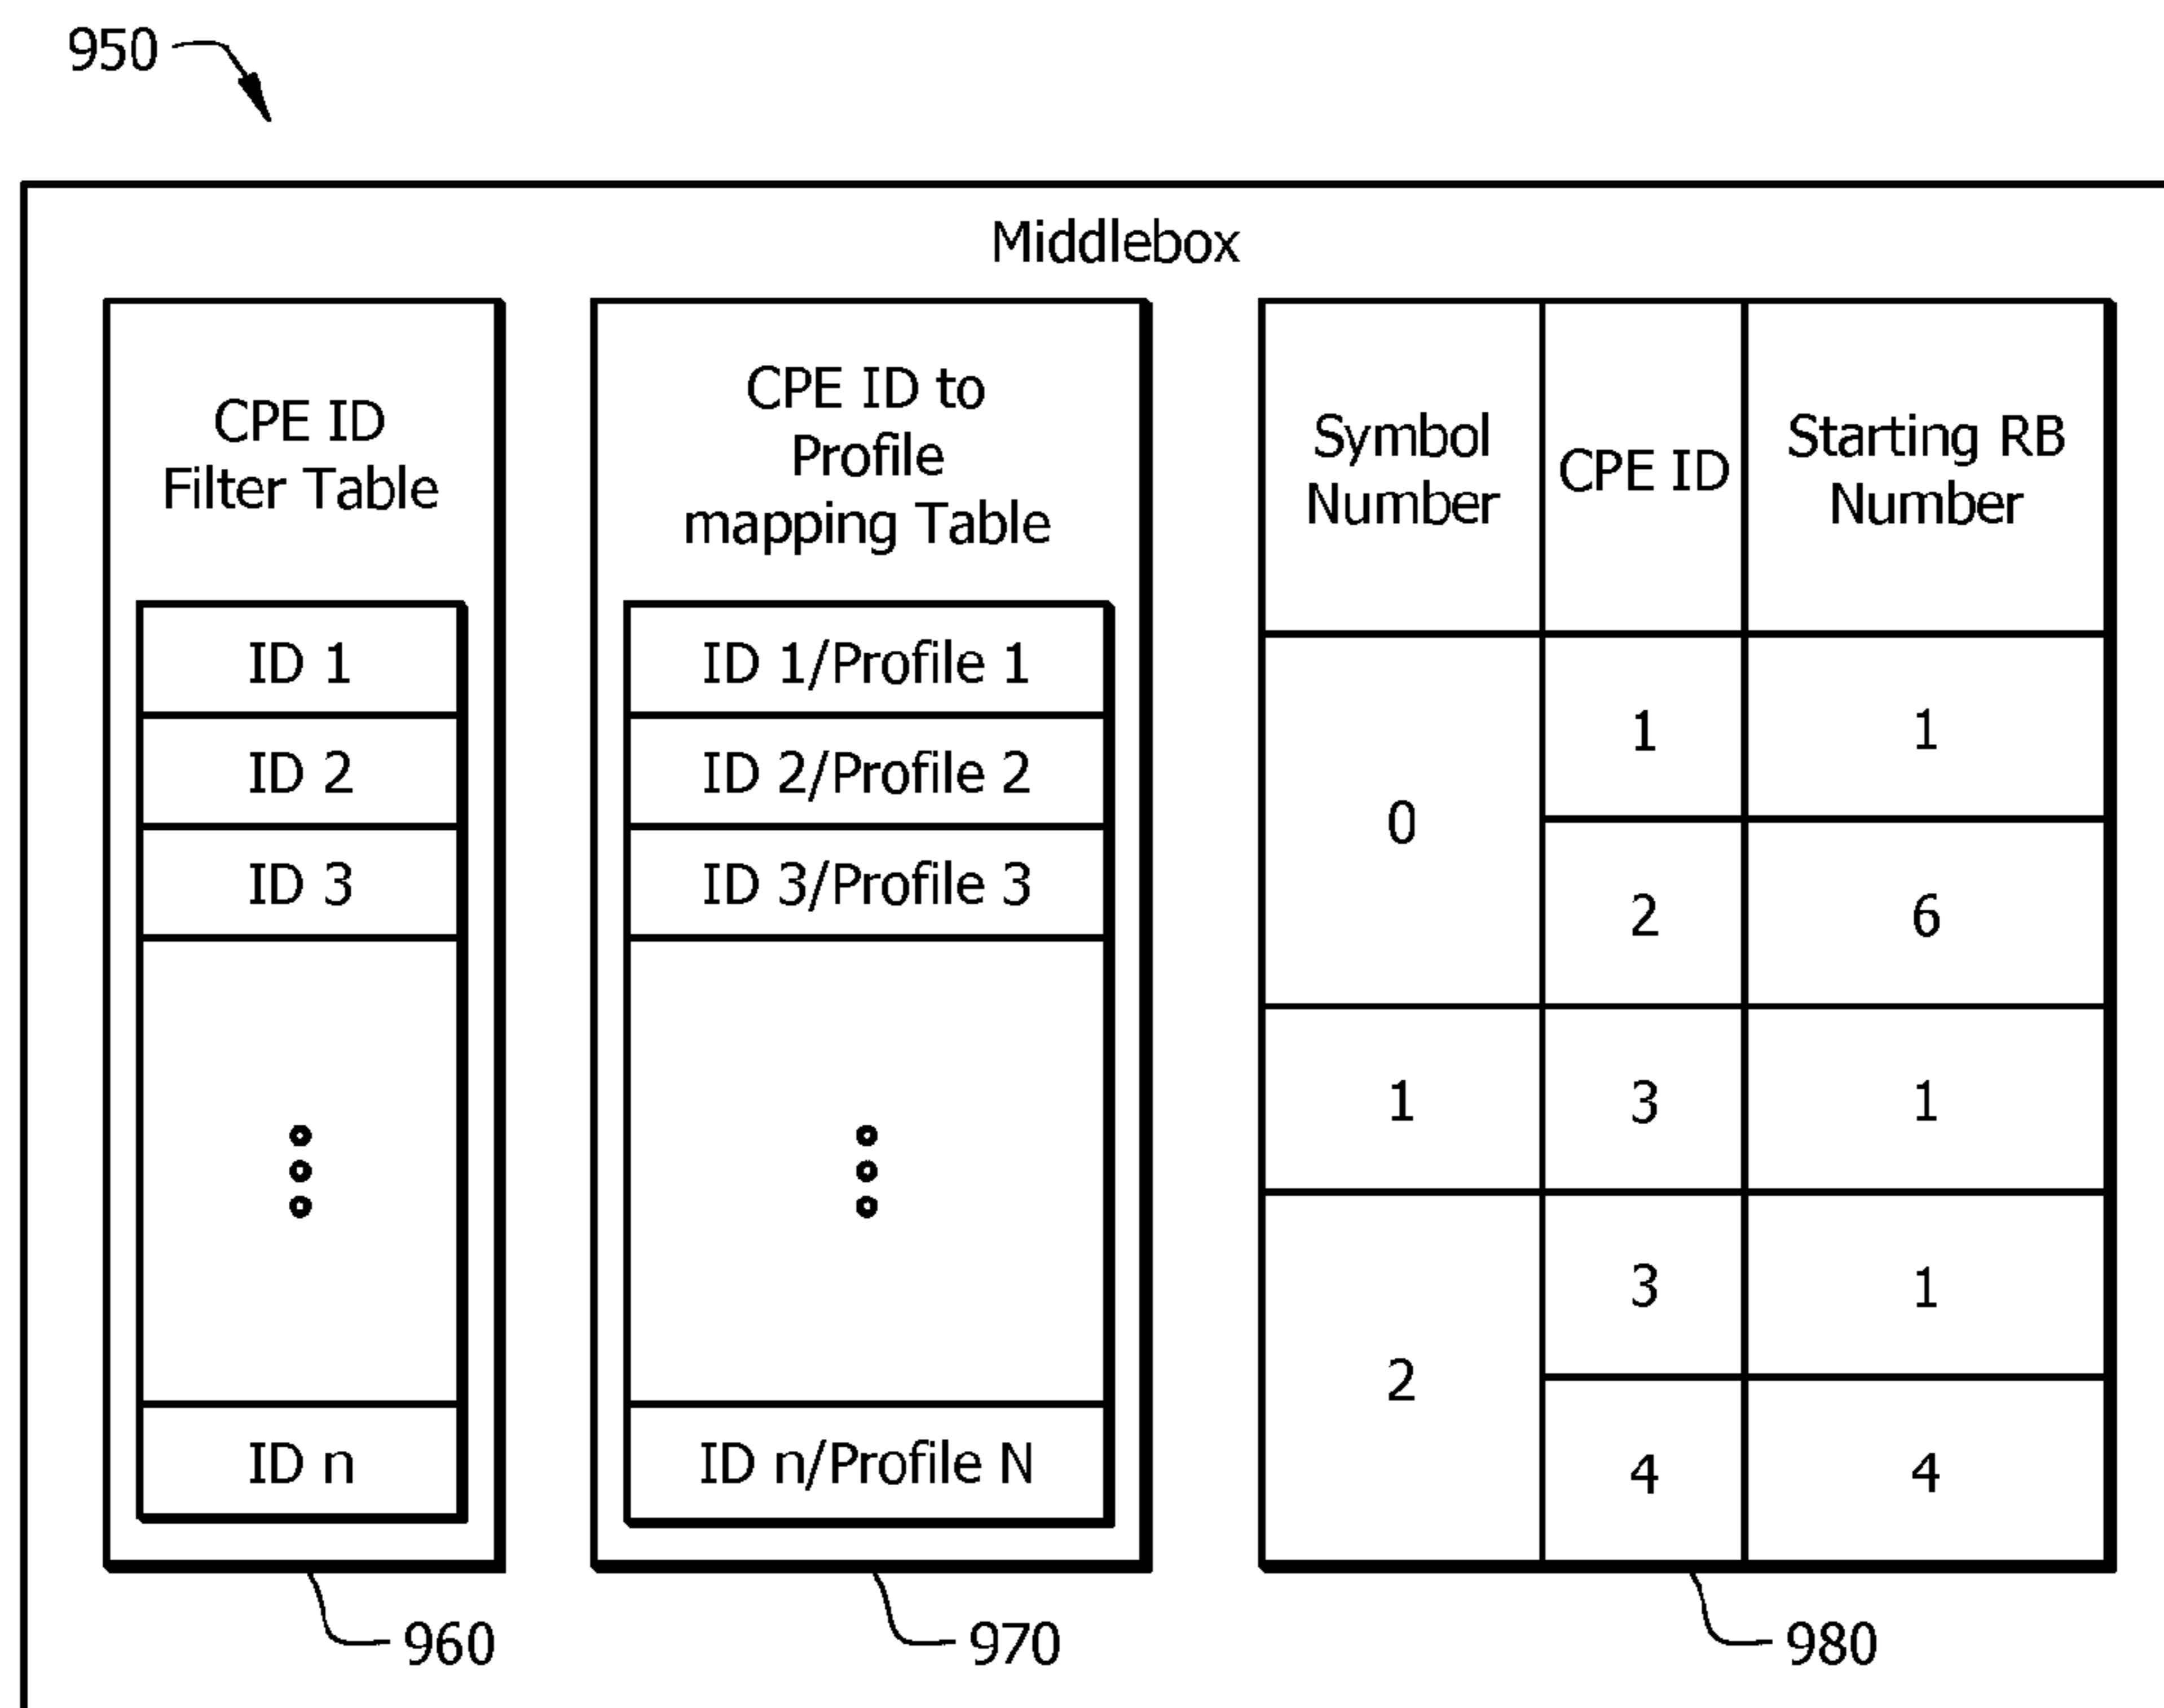 950
Middlebox
CPE ID
Filter Table
ID 1
ID 2
ID 3
ID n
960
CPE ID to
Profile
mapping Table
ID 1/Profile 1
ID 2/Profile 2
ID 3/Profile 3
ID n/Profile N
970
Symbol
Number
CPE ID
Starting RB
Number
0
1
1
2
6
1
3
1
2
3
1
4
4
980